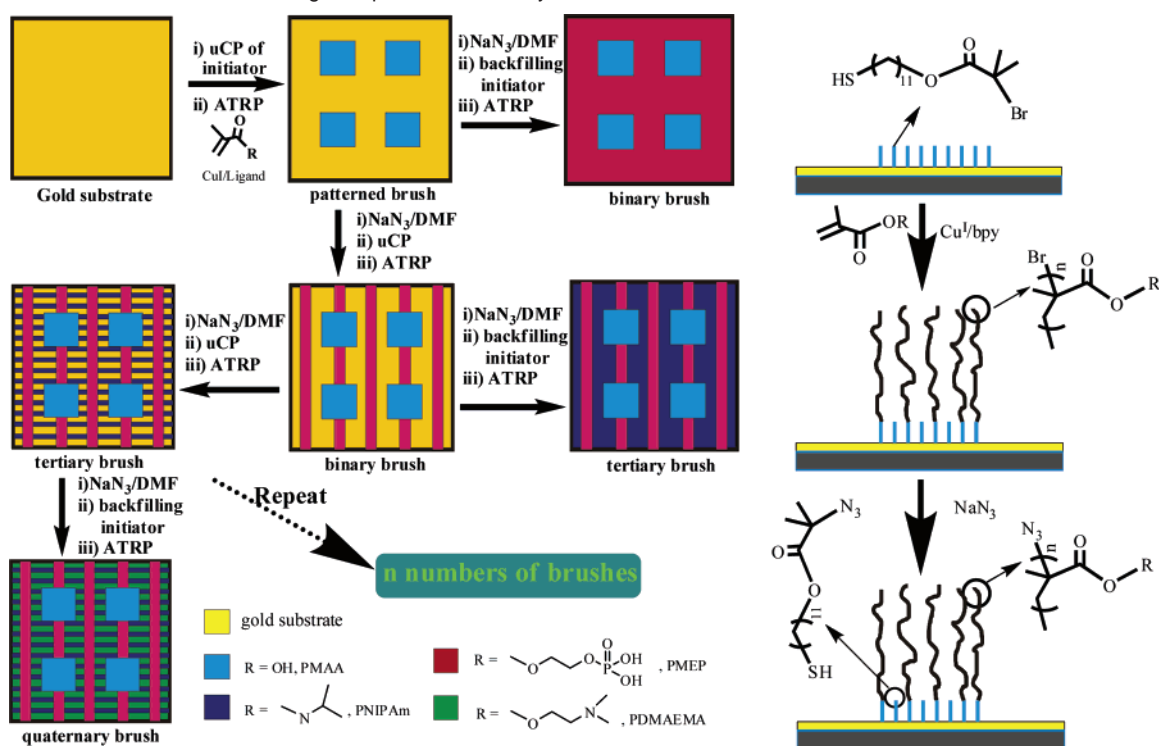 i) uCP of
initiator
ii) ATRP
O
R
CuI/Ligand
Gold substrate
patterned brush
i)NaN3/DMF
ii) backfilling
initiator
iii) ATRP
binary brush
i)NaN3/DMF
ii) uCP
iii) ATRP
i)NaN3/DMF
ii) uCP
iii) ATRP
i)NaN3/DMF
ii) backfilling
initiator
iii) ATRP
tertiary brush
binary brush
tertiary brush
i)NaN3/DMF
ii) backfilling
initiator
iii) ATRP
Repeat
n numbers of brushes
quaternary brush
gold substrate
R = OH, PMAA
R = N , PNIPAm
R = O O P O OH OH , PMEP
R = O N , PDMAEMA
HS 11 O O Br
OR
O
CuI/bpy
Br n O O R
NaN3
N3
O
O
11
SH
N3 n O O R